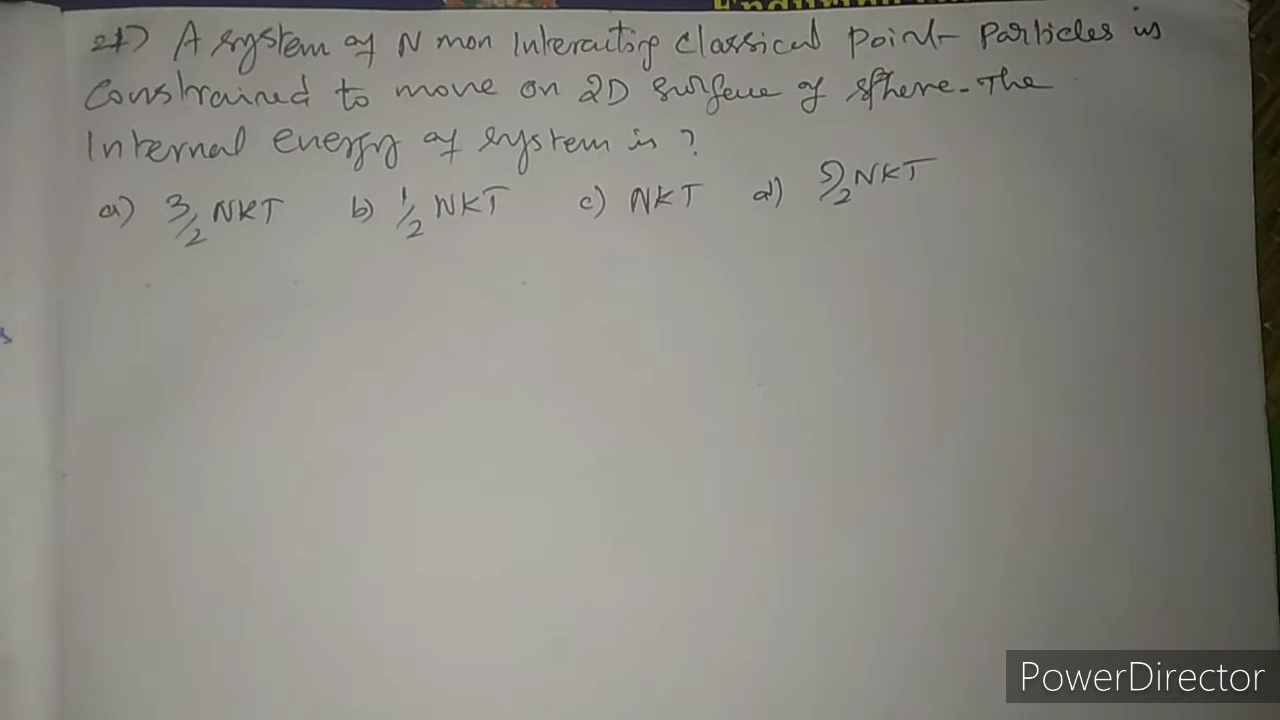 21) A system of N non Interacting Classical Point Particles is
Constrained to move on 2D surface of sphere. The
Internal energy of system is ?
a) 3/2 NKT b) 1/2 NKT c) NKT d) 5/2 NKT
PowerDirector